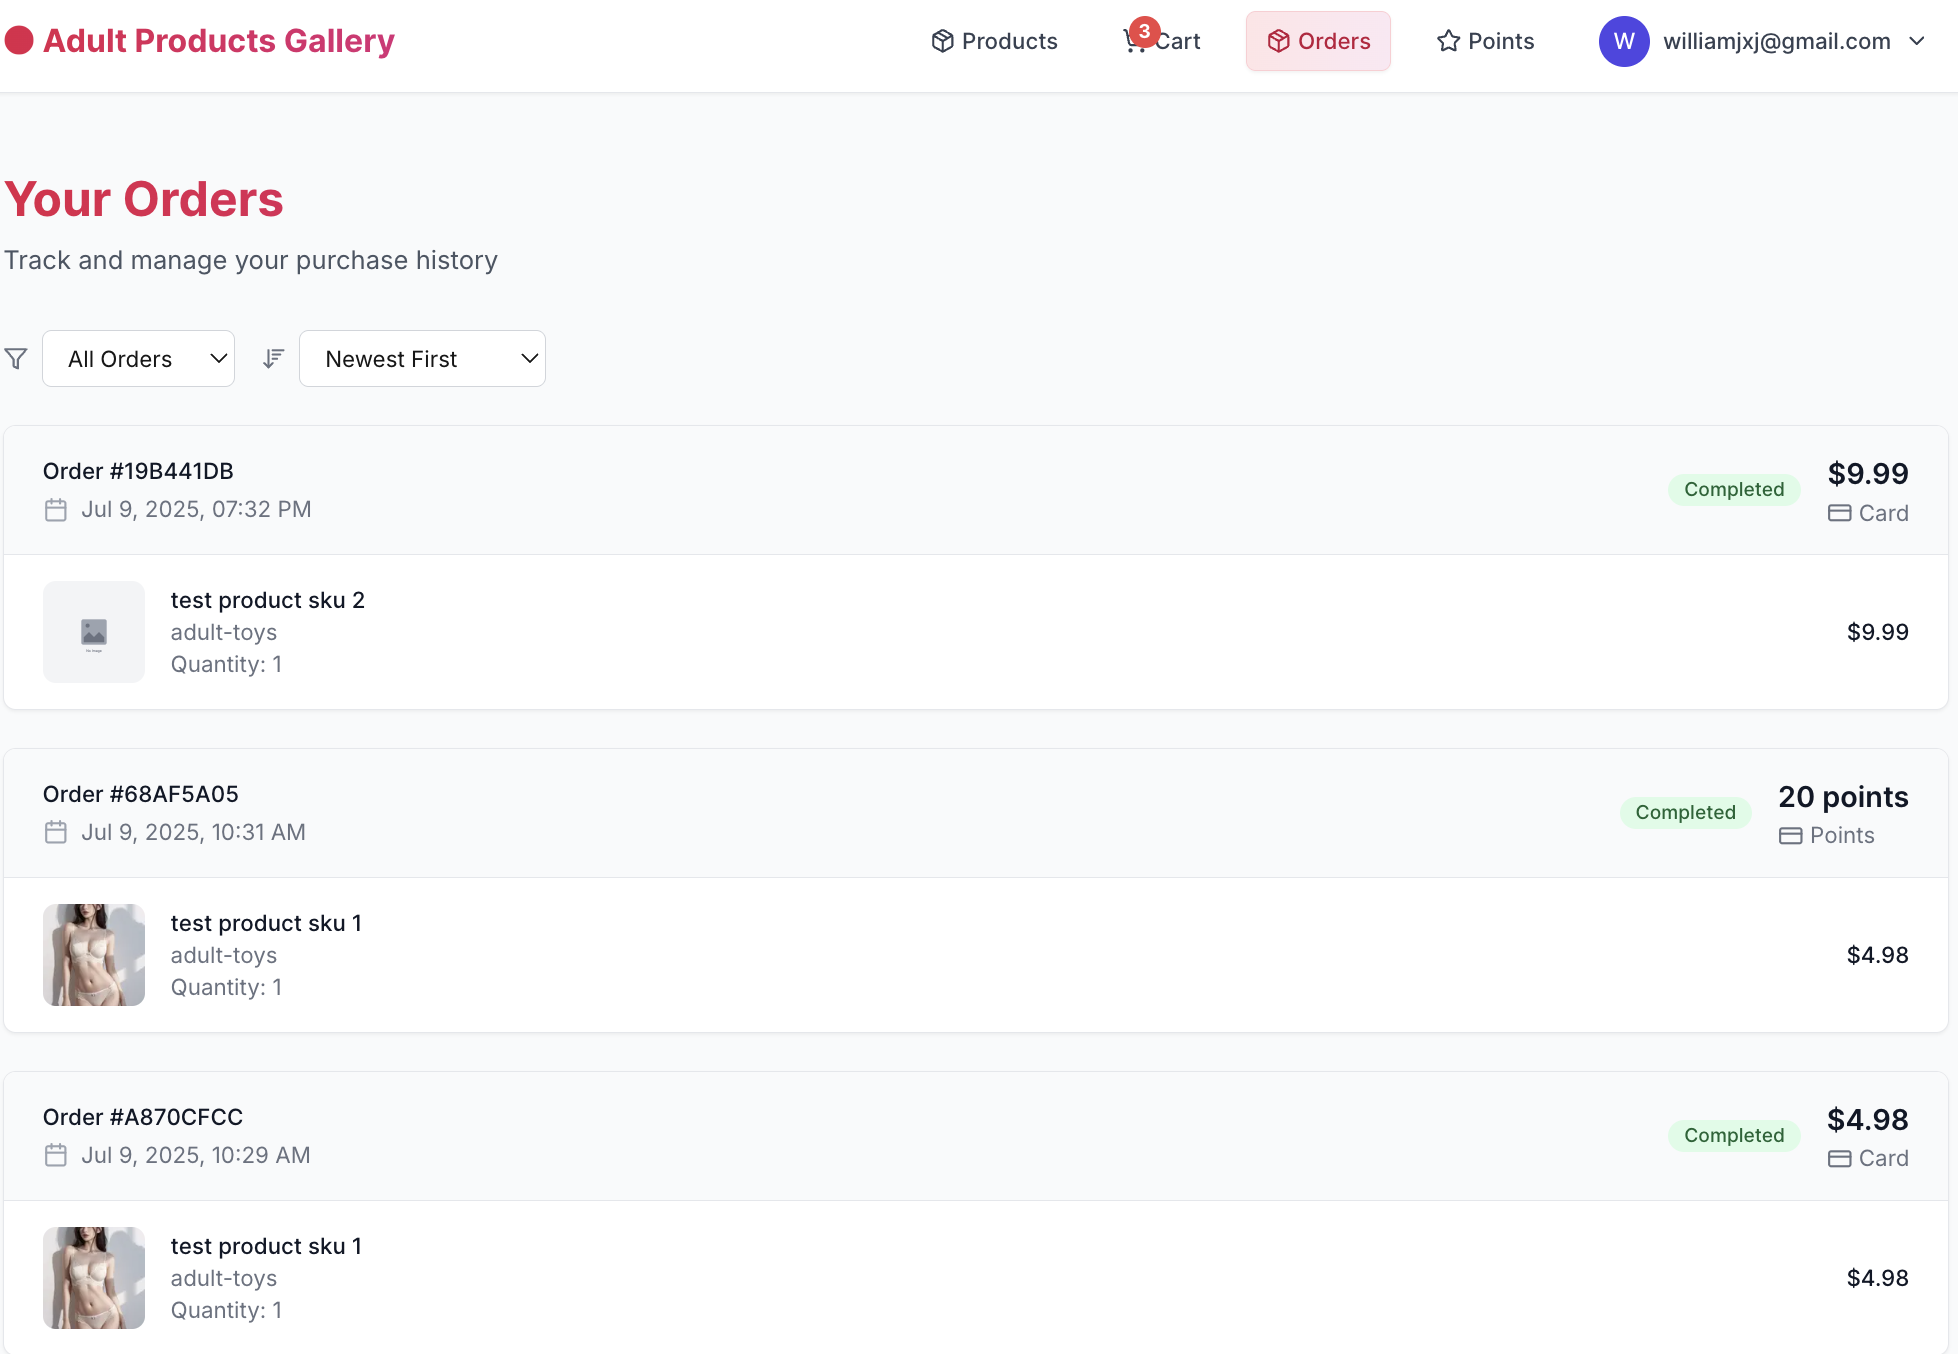 Adult Products Gallery
Products
3
Cart
Orders
Points
W
williamjxj@gmail.com
Your Orders
Track and manage your purchase history
All Orders
Newest First
Order #19B441DB
Jul 9, 2025, 07:32 PM
Completed
$9.99
Card
test product sku 2
adult-toys
Quantity: 1
$9.99
No Image
Order #68AF5A05
Jul 9, 2025, 10:31 AM
Completed
20 points
Points
test product sku 1
adult-toys
Quantity: 1
$4.98
Order #A870CFCC
Jul 9, 2025, 10:29 AM
Completed
$4.98
Card
test product sku 1
adult-toys
Quantity: 1
$4.98